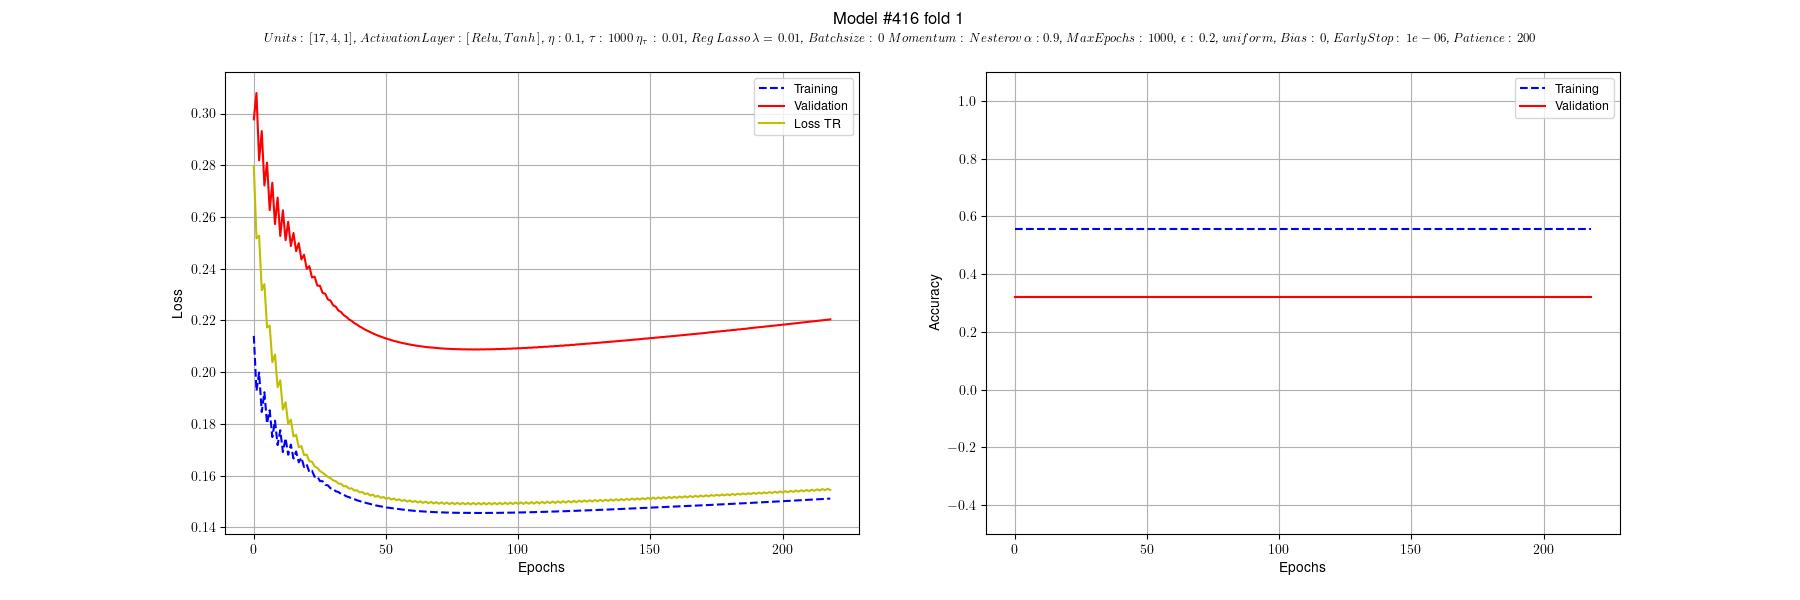 Model #416 fold 1
Units : [17, 4, 1], ActivationLayer : [Relu, Tanh], η : 0.1, τ : 1000 ητ : 0.01, Reg Lasso λ = 0.01, Batchsize : 0 Momentum : Nesterov α : 0.9, MaxEpochs : 1000, ϵ : 0.2, uniform, Bias : 0, EarlyStop : 1e − 06, Patience : 200
Training
Validation
Loss TR
0.30
0.28
0.26
0.24
0.22
0.20
0.18
0.16
0.14
Loss
0
50
100
150
200
Epochs
Training
Validation
1.0
0.8
0.6
0.4
0.2
0.0
−0.2
−0.4
Accuracy
0
50
100
150
200
Epochs